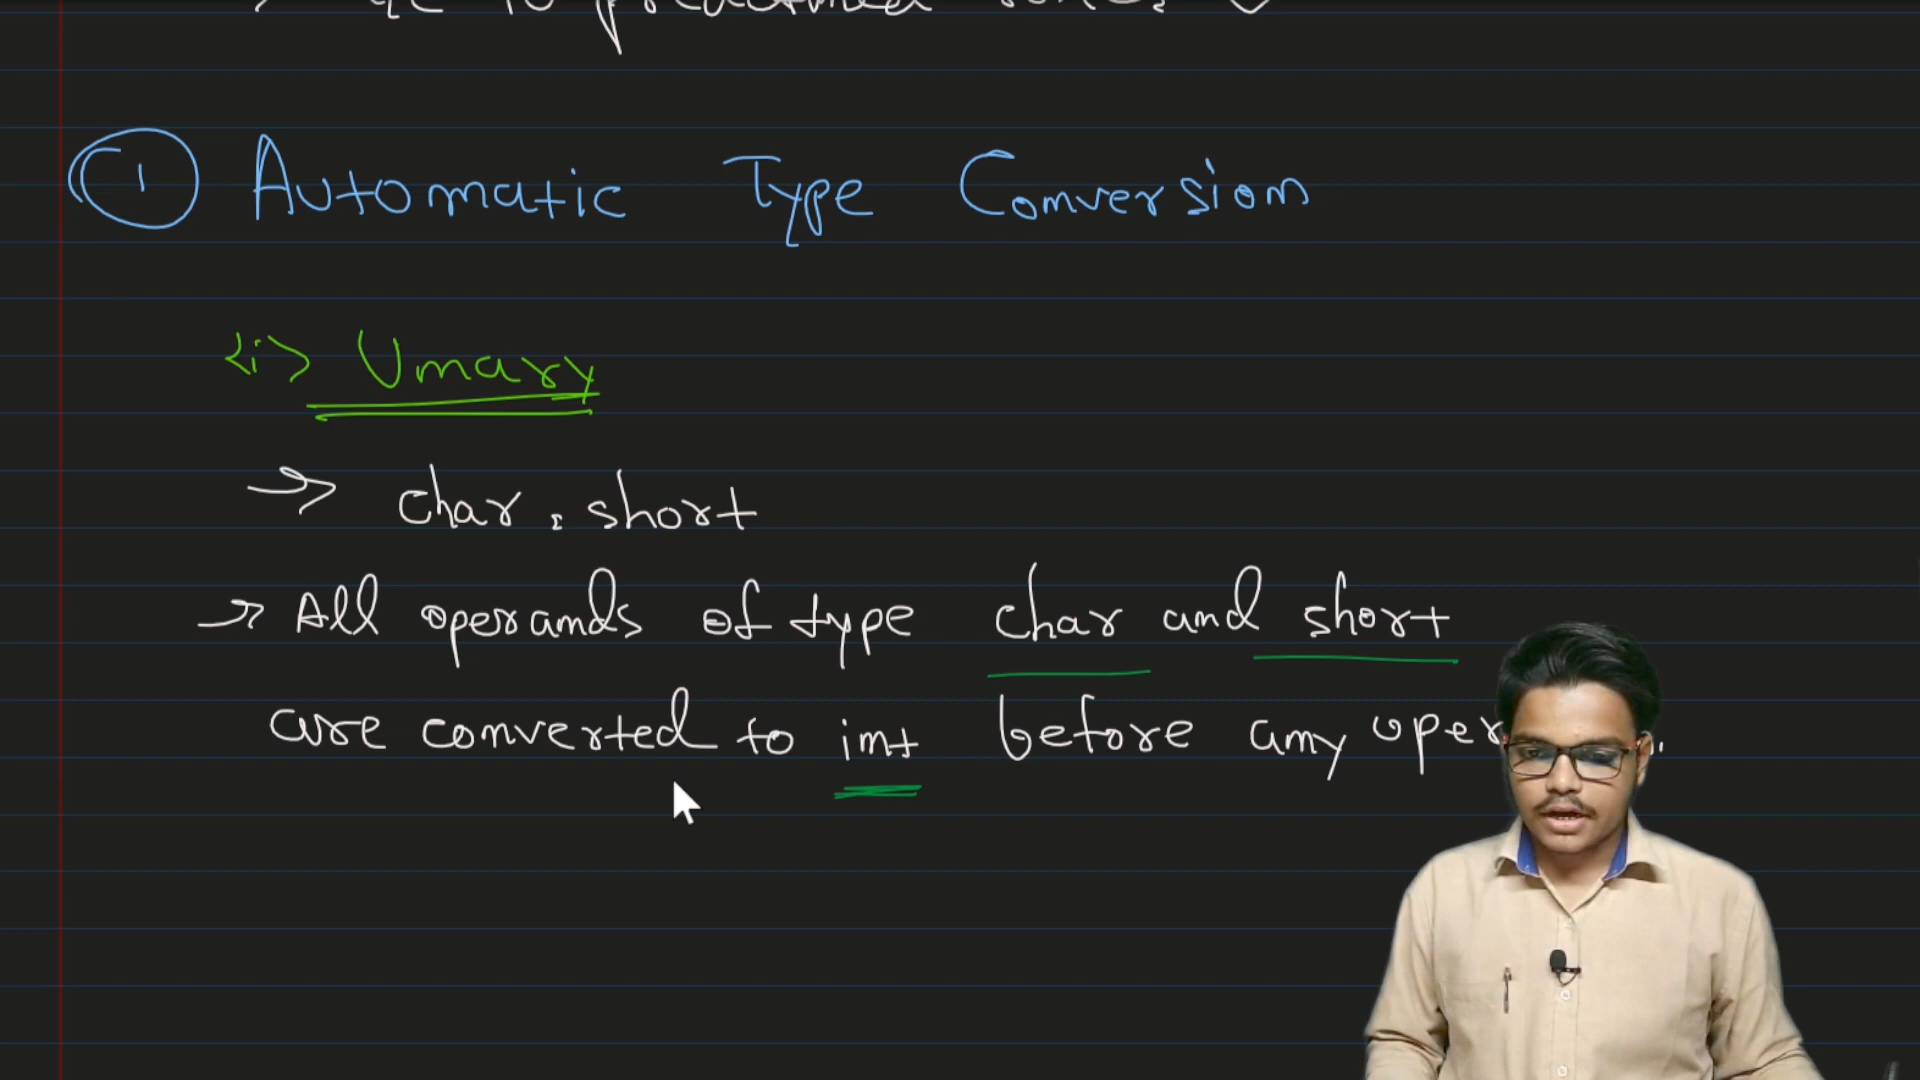 ① Automatic Type Conversion
<i> Unary
→ char, short
→ All operands of type char and short
are converted to int before any